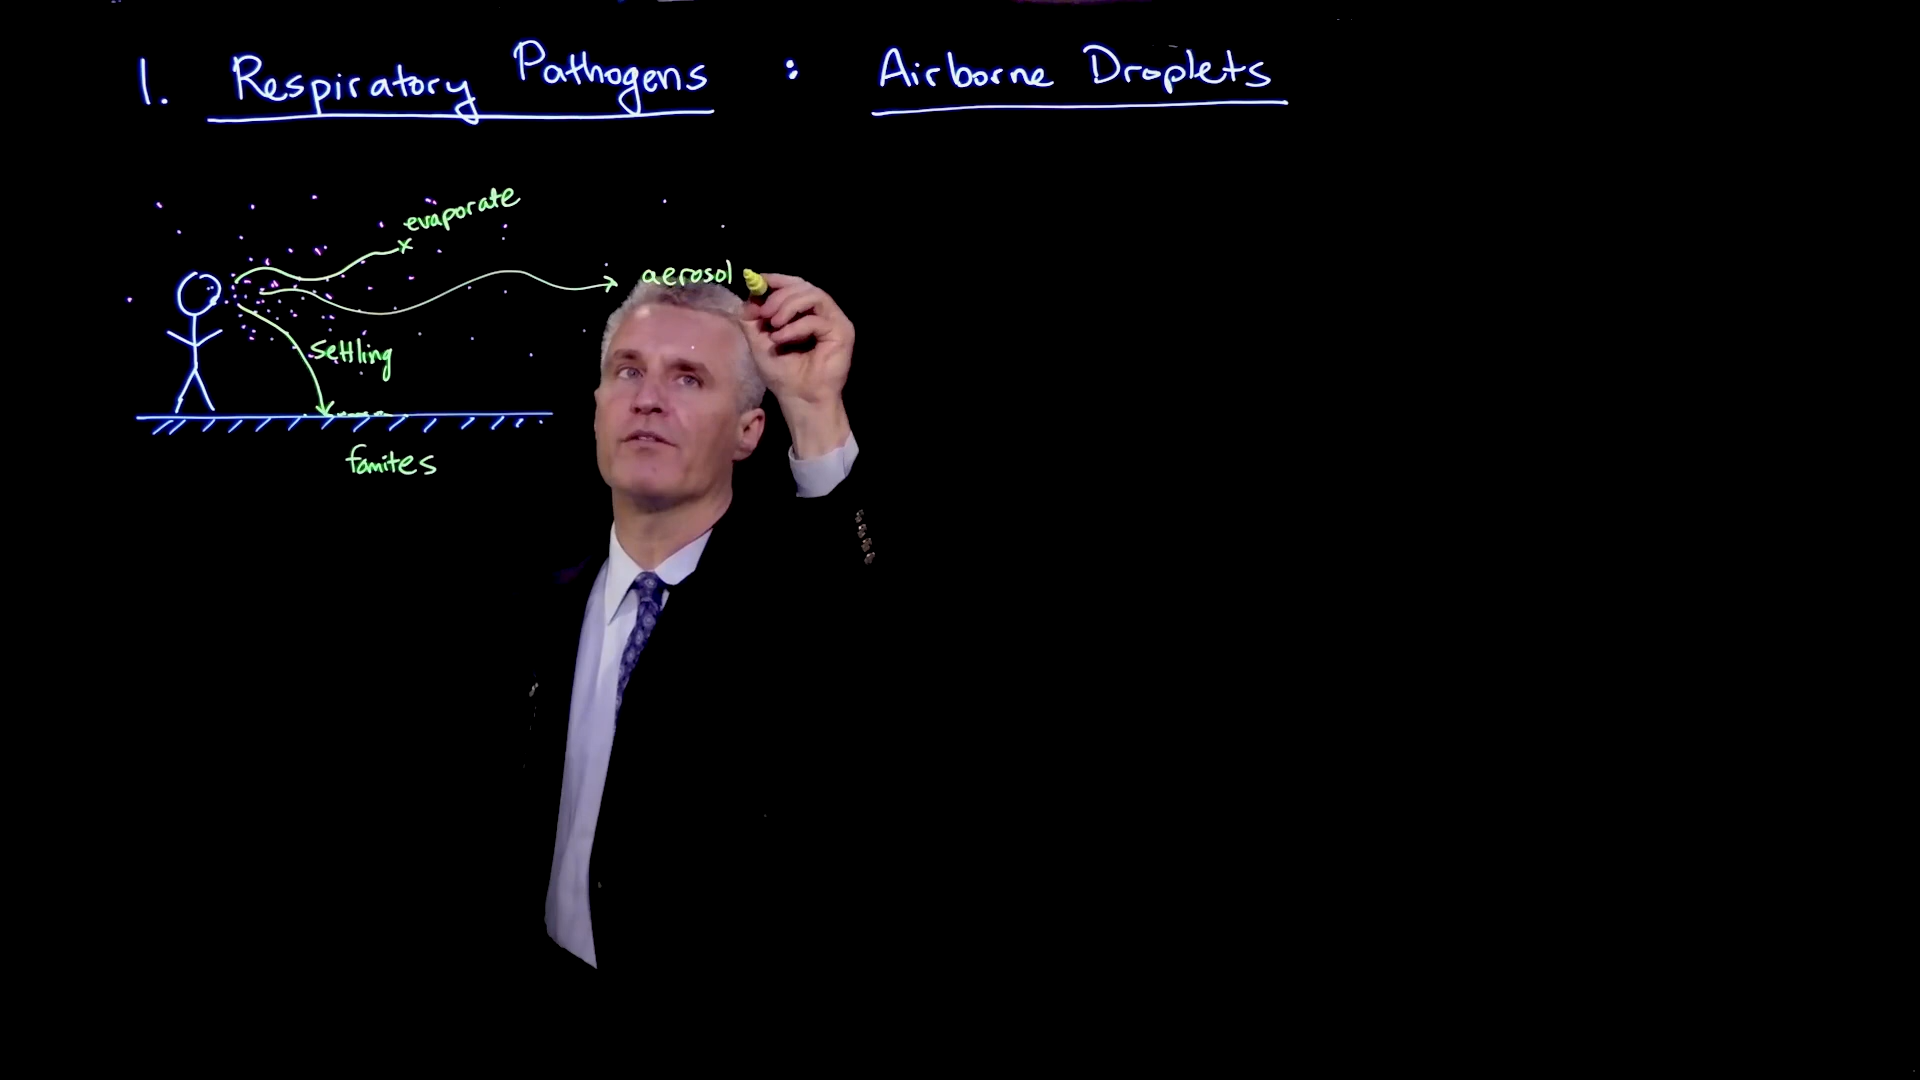 1. Respiratory Pathogens : Airborne Droplets
evaporate
aerosol
settling
fomites